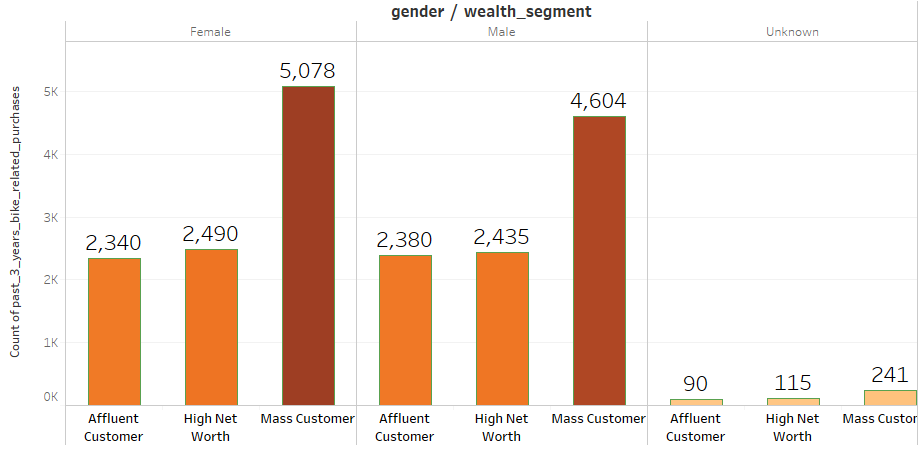 gender / wealth_segment
Female Male Unknown
Count of past_3_years_bike_related_purchases
5K
4K
3K
2K
1K
0K
2,340 2,490 5,078 2,380 2,435 4,604 90 115 241
Affluent Customer High Net Worth Mass Customer Affluent Customer High Net Worth Mass Customer Affluent Customer High Net Worth Mass Custor